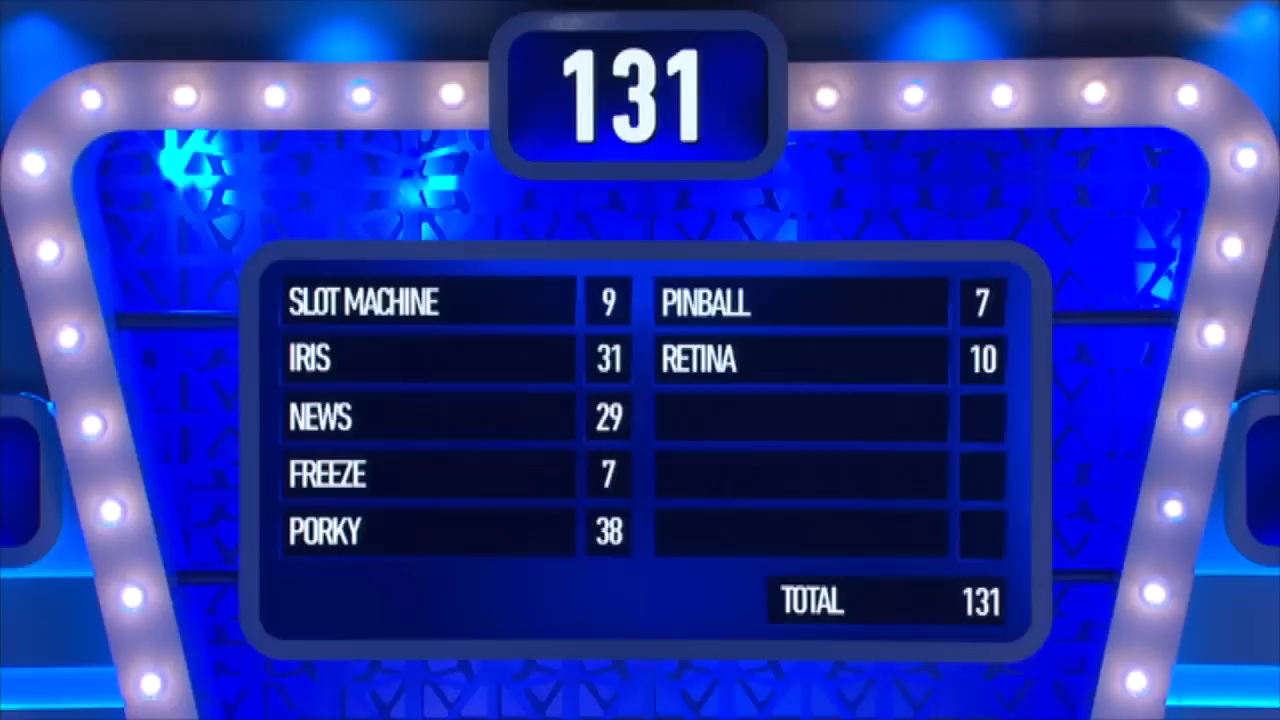 131
SLOT MACHINE 9
IRIS 31
NEWS 29
FREEZE 7
PORKY 38
PINBALL 7
RETINA 10
TOTAL 131